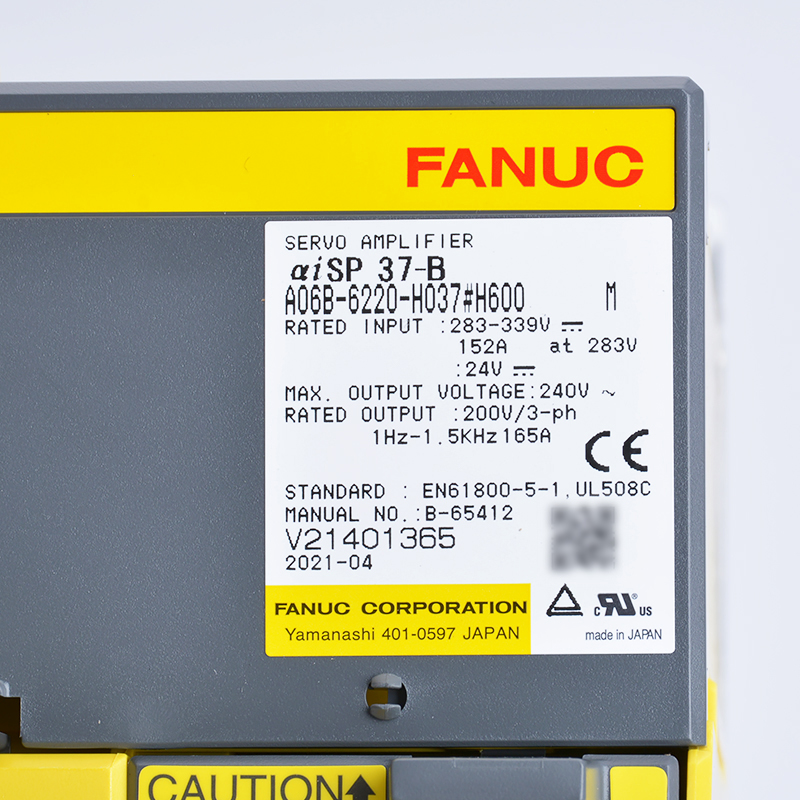 FANUC
SERVO AMPLIFIER
αiSP 37-B
A06B-6220-H037#H600 M
RATED INPUT :283-339V ⎓
152A at 283V
:24V ⎓
MAX. OUTPUT VOLTAGE:240V ~
RATED OUTPUT :200V/3-ph
1Hz-1.5KHz 165A
CE
STANDARD : EN61800-5-1,UL508C
MANUAL NO.:B-65412
V21401365
2021-04
FANUC CORPORATION
Yamanashi 401-0597 JAPAN
c RU ® US
made in JAPAN
CAUTION